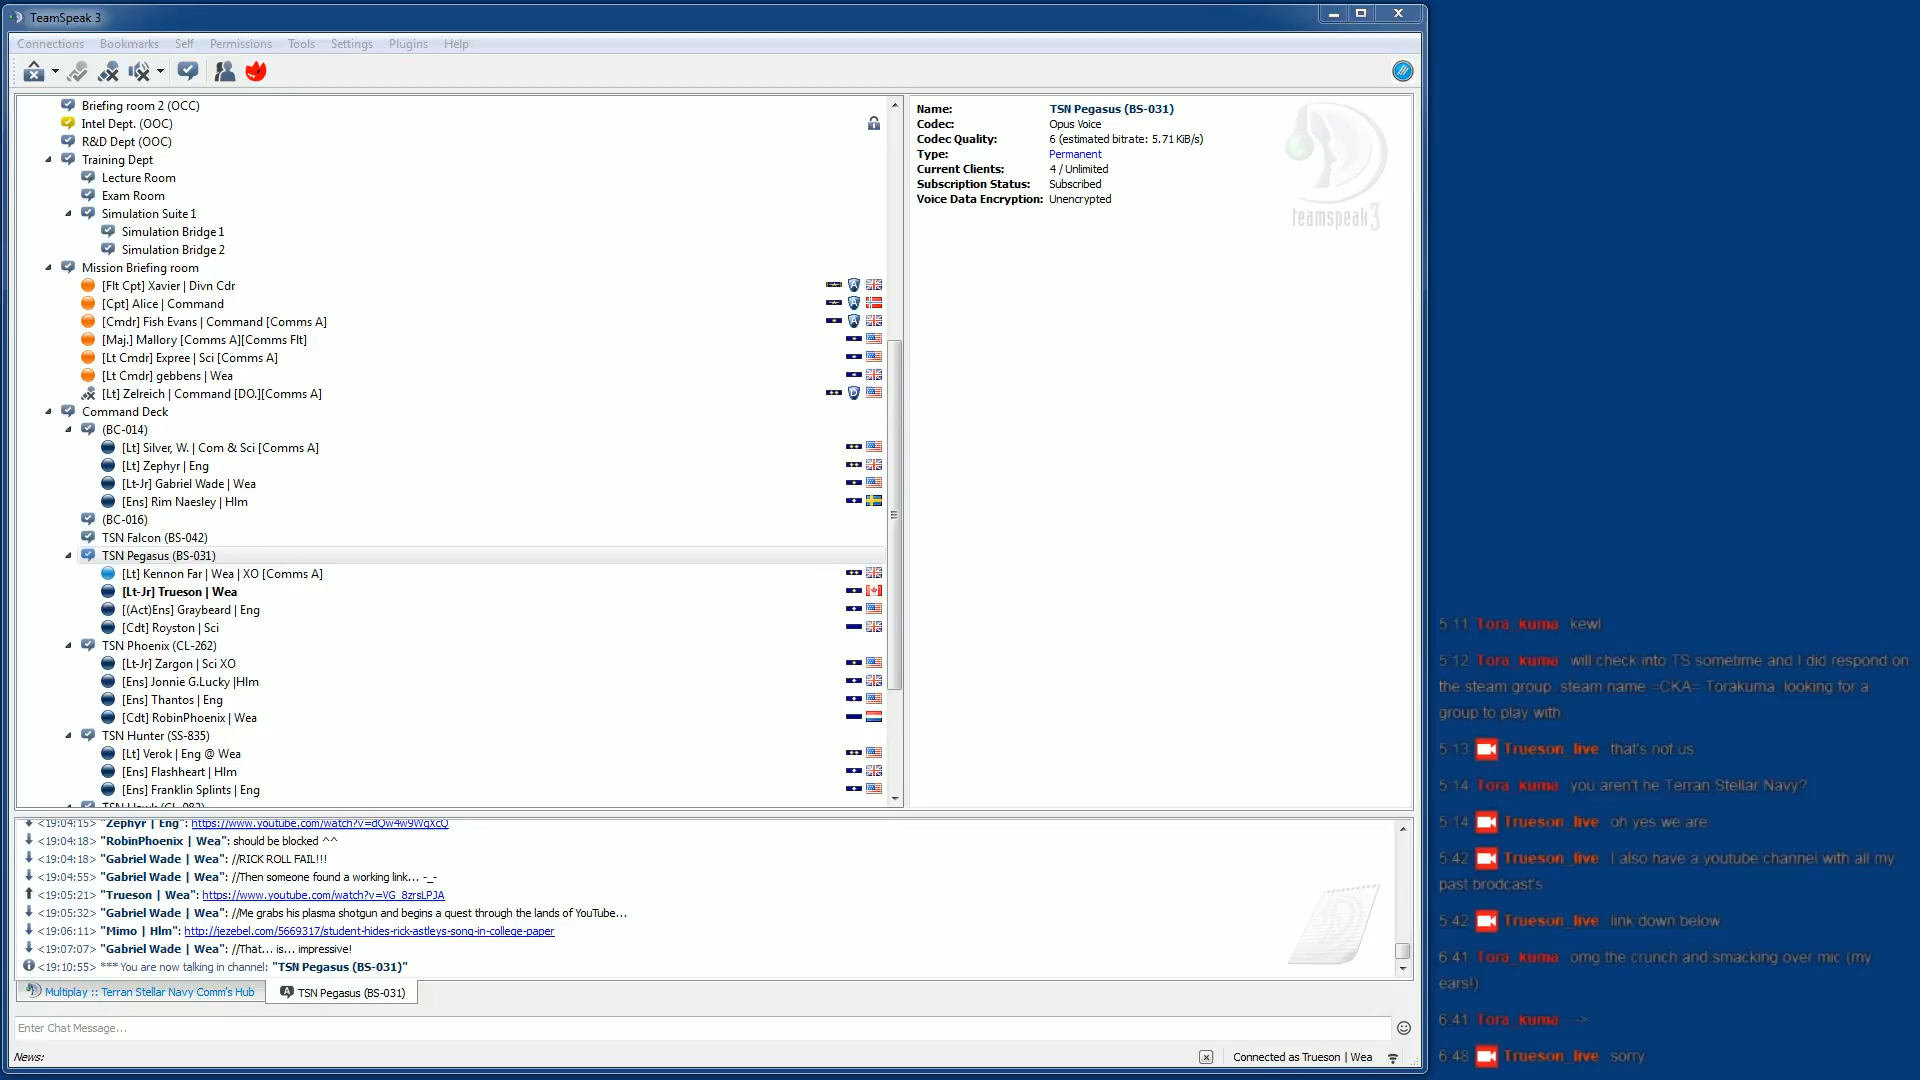 TeamSpeak 3
Connections Bookmarks Self Permissions Tools Settings Plugins Help
Briefing room 2 (OCC)
Intel Dept. (OOC)
R&D Dept (OOC)
Training Dept
Lecture Room
Exam Room
Simulation Suite 1
Simulation Bridge 1
Simulation Bridge 2
Mission Briefing room
[Flt Cpt] Xavier | Divn Cdr
[Cpt] Alice | Command
[Cmdr] Fish Evans | Command [Comms A]
[Maj.] Mallory [Comms A][Comms Flt]
[Lt Cmdr] Expree | Sci [Comms A]
[Lt Cmdr] gebbens | Wea
[Lt] Zelreich | Command [DO.][Comms A]
Command Deck
(BC-014)
[Lt] Silver, W. | Com & Sci [Comms A]
[Lt] Zephyr | Eng
[Lt-Jr] Gabriel Wade | Wea
[Ens] Rim Naesley | Hlm
(BC-016)
TSN Falcon (BS-042)
TSN Pegasus (BS-031)
[Lt] Kennon Far | Wea | XO [Comms A]
[Lt-Jr] Trueson | Wea
[(Act)Ens] Graybeard | Eng
[Cdt] Royston | Sci
TSN Phoenix (CL-262)
[Lt-Jr] Zargon | Sci XO
[Ens] Jonnie G.Lucky |Hlm
[Ens] Thantos | Eng
[Cdt] RobinPhoenix | Wea
TSN Hunter (SS-835)
[Lt] Verok | Eng @ Wea
[Ens] Flashheart | Hlm
[Ens] Franklin Splints | Eng
Name: TSN Pegasus (BS-031)
Codec: Opus Voice
Codec Quality: 6 (estimated bitrate: 5.71 KiB/s)
Type: Permanent
Current Clients: 4 / Unlimited
Subscription Status: Subscribed
Voice Data Encryption: Unencrypted
teamspeak 3
<19:04:15> "Zephyr | Eng": https://www.youtube.com/watch?v=dQw4w9WgXcQ
<19:04:18> "RobinPhoenix | Wea": should be blocked ^^
<19:04:18> "Gabriel Wade | Wea": //RICK ROLL FAIL!!!
<19:04:55> "Gabriel Wade | Wea": //Then someone found a working link... -_-
<19:05:21> "Trueson | Wea": https://www.youtube.com/watch?v=VG_8zrsLPJA
<19:05:32> "Gabriel Wade | Wea": //Me grabs his plasma shotgun and begins a quest through the lands of YouTube...
<19:06:11> "Mimo | Hlm": http://jezebel.com/5669317/student-hides-rick-astleys-song-in-college-paper
<19:07:07> "Gabriel Wade | Wea": //That... is... impressive!
<19:10:55> *** You are now talking in channel: "TSN Pegasus (BS-031)"
Multiplay :: Terran Stellar Navy Comm's Hub
TSN Pegasus (BS-031)
Enter Chat Message...
News:
Connected as Trueson | Wea
5:11 Tora_kuma kewl
5:12 Tora_kuma will check into TS sometime and I did respond on
the steam group. steam name =CKA= Torakuma looking for a
group to play with
5:13 Trueson_live that's not us
5:14 Tora_kuma you aren't he Terran Stellar Navy?
5:14 Trueson_live oh yes we are
5:42 Trueson_live I also have a youtube channel with all my
past brodcast's
5:42 Trueson_live link down below
6:41 Tora_kuma omg the crunch and smacking over mic (my
ears!)
6:41 Tora_kuma ->
6:48 Trueson_live sorry